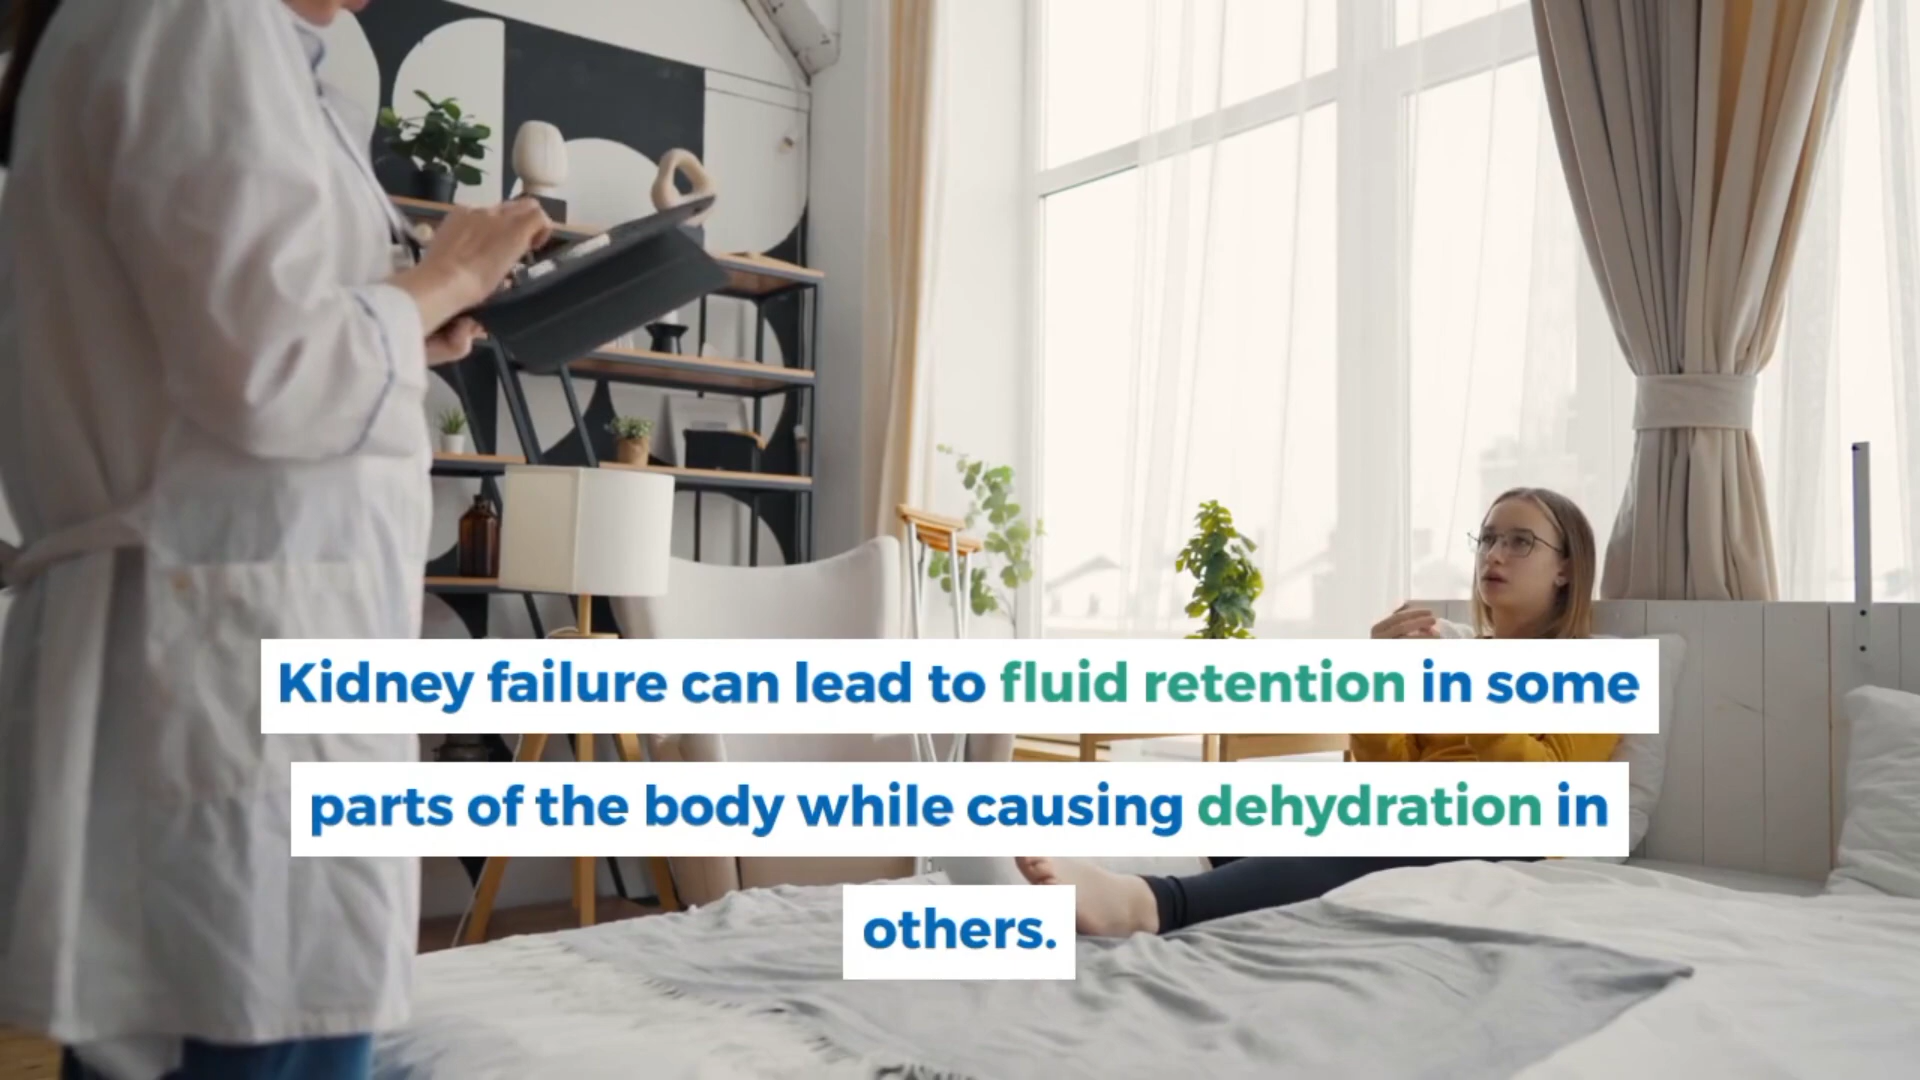 Kidney failure can lead to fluid retention in some
parts of the body while causing dehydration in
others.